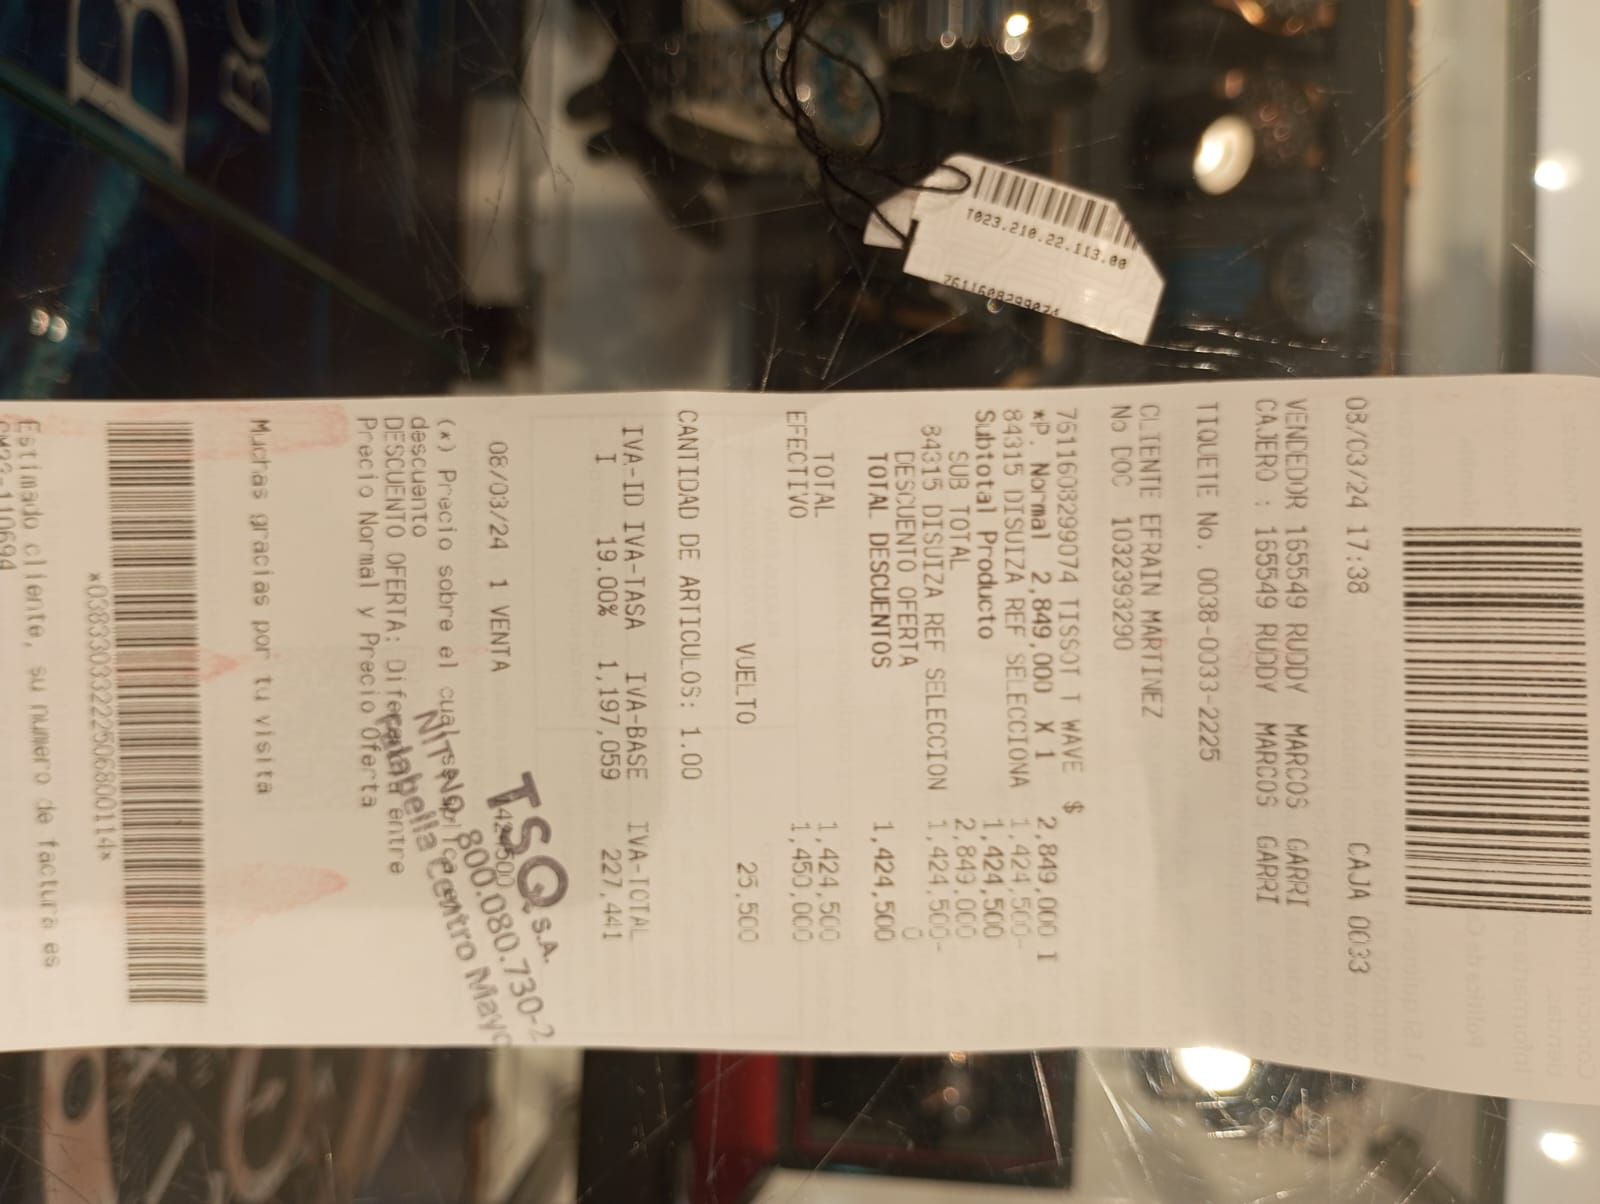 T023.210.22.113.00
7611608299074
08/03/24 17:38 CAJA 0033
VENDEDOR 165549 RUDDY MARCOS GARRI
CAJERO : 165549 RUDDY MARCOS GARRI
TIQUETE No. 0038-0033-2225
CLIENTE EFRAIN MARTINEZ
No DOC 1032393290
7611608299074 TISSOT T WAVE $ 2,849,000 I
*P. Normal 2,849,000 X 1
84315 DISUIZA REF SELECCIONA 1,424,500-
Subtotal Producto 1,424,500
SUB TOTAL 2,849,000
84315 DISUIZA REF SELECCION 1,424,500-
DESCUENTO OFERTA 0
TOTAL DESCUENTOS 1,424,500
TOTAL 1,424,500
EFECTIVO 1,450,000
VUELTO 25,500
CANTIDAD DE ARTICULOS: 1.00
IVA-ID IVA-TASA IVA-BASE IVA-TOTAL
I 19.00% 1,197,059 227,441
08/03/24 1 VENTA 1424500
(*) Precio sobre el cual se aplica
descuento
DESCUENTO OFERTA: Diferencia entre
Precio Normal y Precio Oferta
TSQ S.A.
NIT No. 800.080.730-2
Falabella Centro Mayo
Muchas gracias por tu visita
*03833033222506800114*
Estimado cliente, su numero de factura es